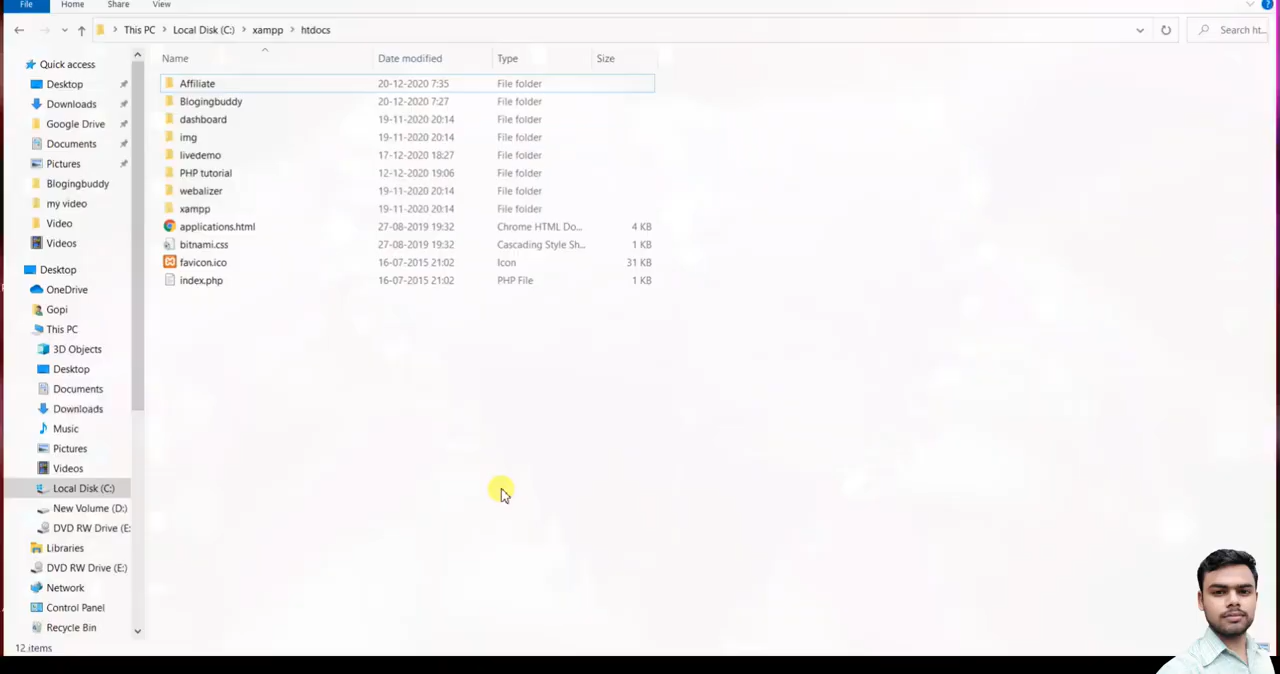 File Home Share View
This PC > Local Disk (C:) > xampp > htdocs
Search ht...
Name Date modified Type Size
Quick access
Desktop
Downloads
Google Drive
Documents
Pictures
Blogingbuddy
my video
Video
Videos
Desktop
OneDrive
Gopi
This PC
3D Objects
Desktop
Documents
Downloads
Music
Pictures
Videos
Local Disk (C:)
New Volume (D:)
DVD RW Drive (E:
Libraries
DVD RW Drive (E:)
Network
Control Panel
Recycle Bin
Affiliate 20-12-2020 7:35 File folder
Blogingbuddy 20-12-2020 7:27 File folder
dashboard 19-11-2020 20:14 File folder
img 19-11-2020 20:14 File folder
livedemo 17-12-2020 18:27 File folder
PHP tutorial 12-12-2020 19:06 File folder
webalizer 19-11-2020 20:14 File folder
xampp 19-11-2020 20:14 File folder
applications.html 27-08-2019 19:32 Chrome HTML Do... 4 KB
bitnami.css 27-08-2019 19:32 Cascading Style Sh... 1 KB
favicon.ico 16-07-2015 21:02 Icon 31 KB
index.php 16-07-2015 21:02 PHP File 1 KB
12 items